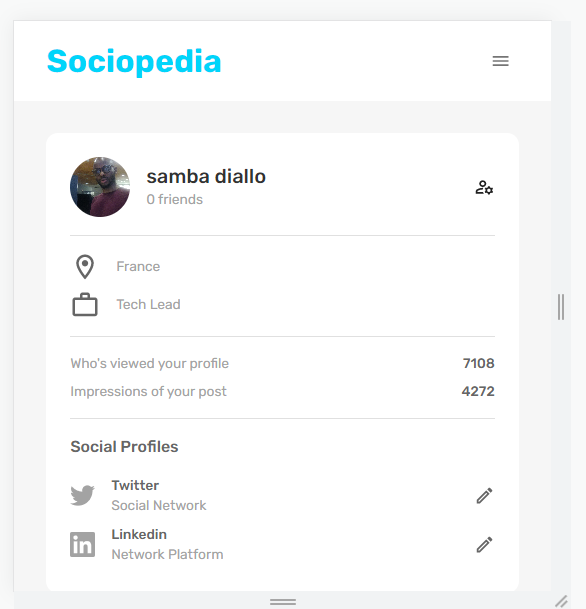 Sociopedia
samba diallo
0 friends
France
Tech Lead
Who's viewed your profile 7108
Impressions of your post 4272
Social Profiles
Twitter
Social Network
Linkedin
Network Platform